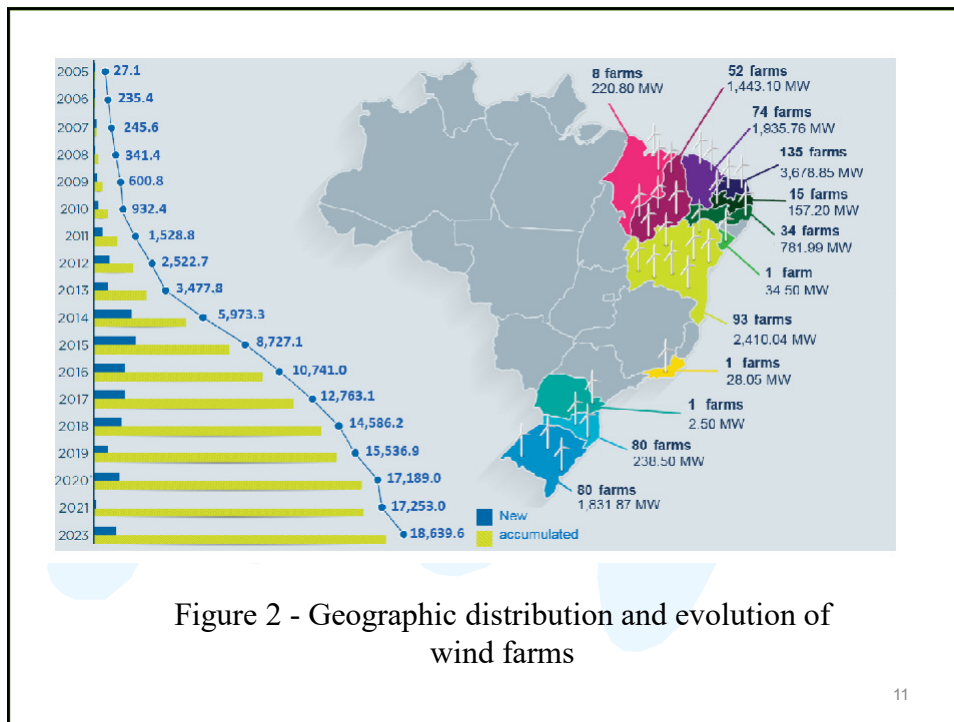 2005
27.1
2006
235.4
2007
245.6
2008
341.4
2009
600.8
2010
932.4
2011
1,528.8
2012
2,522.7
2013
3,477.8
2014
5,973.3
2015
8,727.1
2016
10,741.0
2017
12,763.1
2018
14,586.2
2019
15,536.9
2020
17,189.0
2021
17,253.0
2023
18,639.6
New
accumulated
8 farms
220.80 MW
52 farms
1,443.10 MW
74 farms
1,935.76 MW
135 farms
3,678.85 MW
15 farms
157.20 MW
34 farms
781.99 MW
1 farm
34.50 MW
93 farms
2,410.04 MW
1 farms
28.05 MW
1 farms
2.50 MW
80 farms
238.50 MW
80 farms
1,831.87 MW
Figure 2 - Geographic distribution and evolution of
wind farms
11